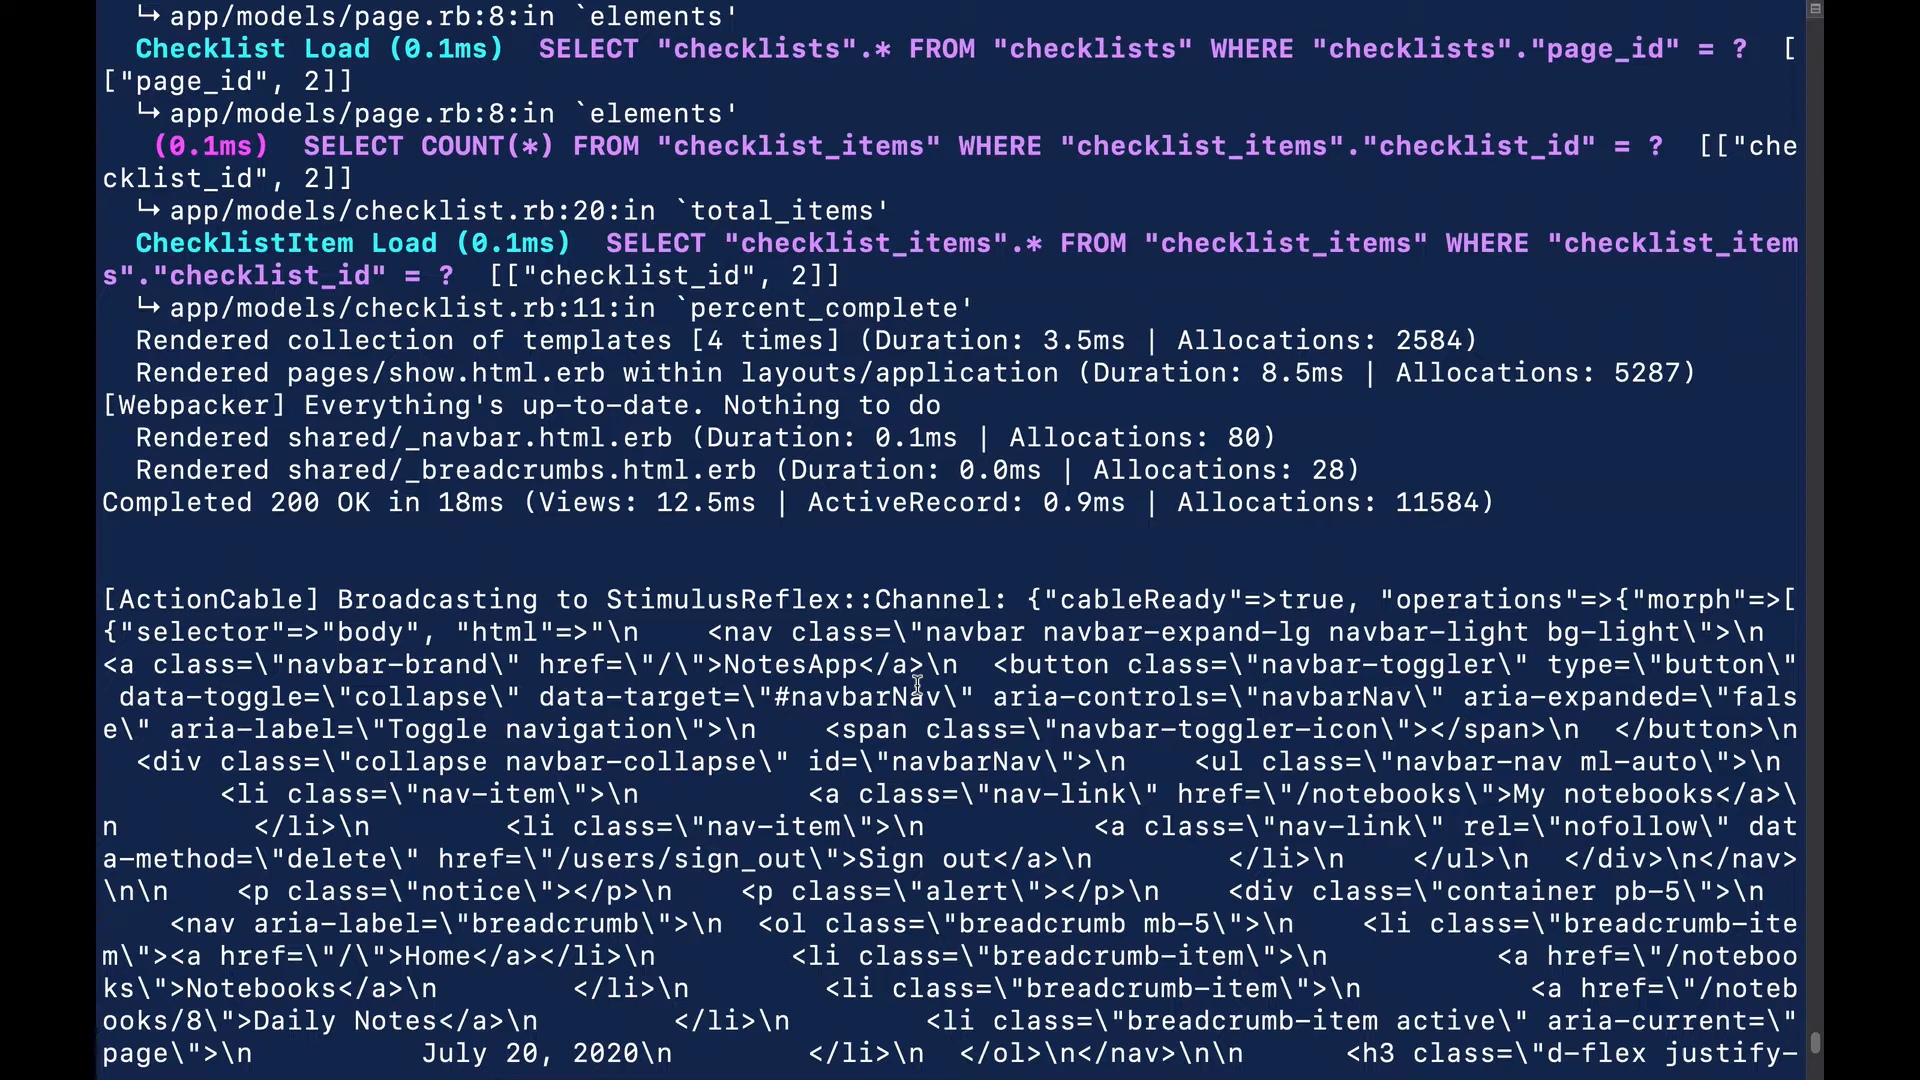 ↳ app/models/page.rb:8:in `elements'
Checklist Load (0.1ms)  SELECT "checklists".* FROM "checklists" WHERE "checklists"."page_id" = ?  [
["page_id", 2]]
↳ app/models/page.rb:8:in `elements'
(0.1ms)  SELECT COUNT(*) FROM "checklist_items" WHERE "checklist_items"."checklist_id" = ?  [["che
cklist_id", 2]]
↳ app/models/checklist.rb:20:in `total_items'
ChecklistItem Load (0.1ms)  SELECT "checklist_items".* FROM "checklist_items" WHERE "checklist_item
s"."checklist_id" = ?  [["checklist_id", 2]]
↳ app/models/checklist.rb:11:in `percent_complete'
Rendered collection of templates [4 times] (Duration: 3.5ms | Allocations: 2584)
Rendered pages/show.html.erb within layouts/application (Duration: 8.5ms | Allocations: 5287)
[Webpacker] Everything's up-to-date. Nothing to do
Rendered shared/_navbar.html.erb (Duration: 0.1ms | Allocations: 80)
Rendered shared/_breadcrumbs.html.erb (Duration: 0.0ms | Allocations: 28)
Completed 200 OK in 18ms (Views: 12.5ms | ActiveRecord: 0.9ms | Allocations: 11584)
[ActionCable] Broadcasting to StimulusReflex::Channel: {"cableReady"=>true, "operations"=>{"morph"=>[
{"selector"=>"body", "html"=>"\n    <nav class=\"navbar navbar-expand-lg navbar-light bg-light\">\n
<a class=\"navbar-brand\" href=\"/\">NotesApp</a>\n  <button class=\"navbar-toggler\" type=\"button\"
data-toggle=\"collapse\" data-target=\"#navbarNav\" aria-controls=\"navbarNav\" aria-expanded=\"fals
e\" aria-label=\"Toggle navigation\">\n    <span class=\"navbar-toggler-icon\"></span>\n  </button>\n
<div class=\"collapse navbar-collapse\" id=\"navbarNav\">\n    <ul class=\"navbar-nav ml-auto\">\n
<li class=\"nav-item\">\n          <a class=\"nav-link\" href=\"/notebooks\">My notebooks</a>\
n        </li>\n        <li class=\"nav-item\">\n          <a class=\"nav-link\" rel=\"nofollow\" dat
a-method=\"delete\" href=\"/users/sign_out\">Sign out</a>\n        </li>\n    </ul>\n  </div>\n</nav>
\n\n    <p class=\"notice\"></p>\n    <p class=\"alert\"></p>\n    <div class=\"container pb-5\">\n
<nav aria-label=\"breadcrumb\">\n  <ol class=\"breadcrumb mb-5\">\n    <li class=\"breadcrumb-ite
m\"><a href=\"/\">Home</a></li>\n        <li class=\"breadcrumb-item\">\n          <a href=\"/noteboo
ks\">Notebooks</a>\n        </li>\n        <li class=\"breadcrumb-item\">\n          <a href=\"/noteb
ooks/8\">Daily Notes</a>\n        </li>\n        <li class=\"breadcrumb-item active\" aria-current=\"
page\">\n          July 20, 2020\n        </li>\n  </ol>\n</nav>\n\n      <h3 class=\"d-flex justify-